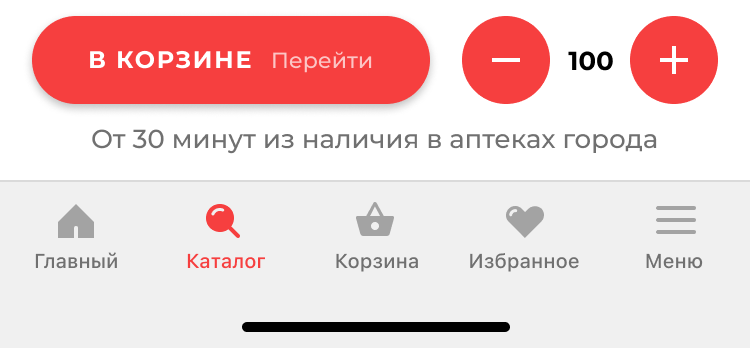 В КОРЗИНЕ Перейти 100
От 30 минут из наличия в аптеках города
Главный Каталог Корзина Избранное Меню